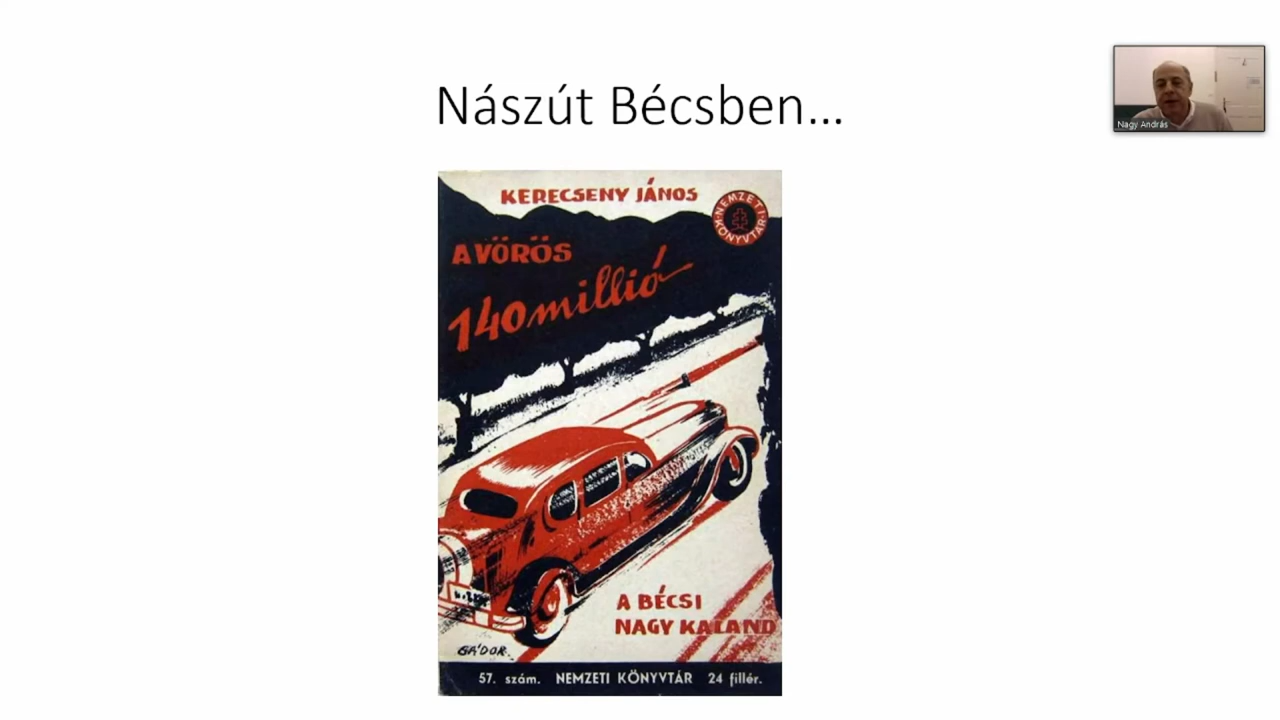 Nászút Bécsben...
Nagy András
KERECSENY JÁNOS
NEMZETI
KÖNYVTÁR
A VÖRÖS
140 millió
A BÉCSI
NAGY KALAND
GÁDOR
57. szám. NEMZETI KÖNYVTÁR 24 fillér.